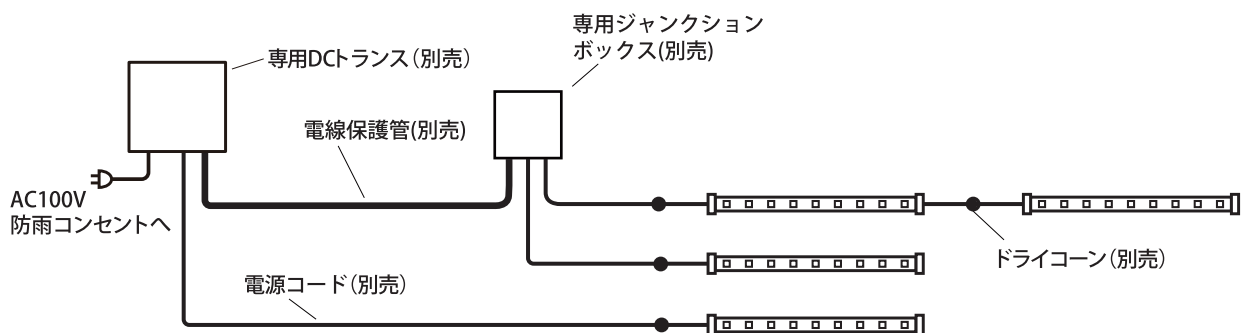 専用ジャンクション
ボックス(別売)
専用DCトランス（別売）
電線保護管(別売)
AC100V
防雨コンセントへ
ドライコーン（別売）
電源コード（別売）